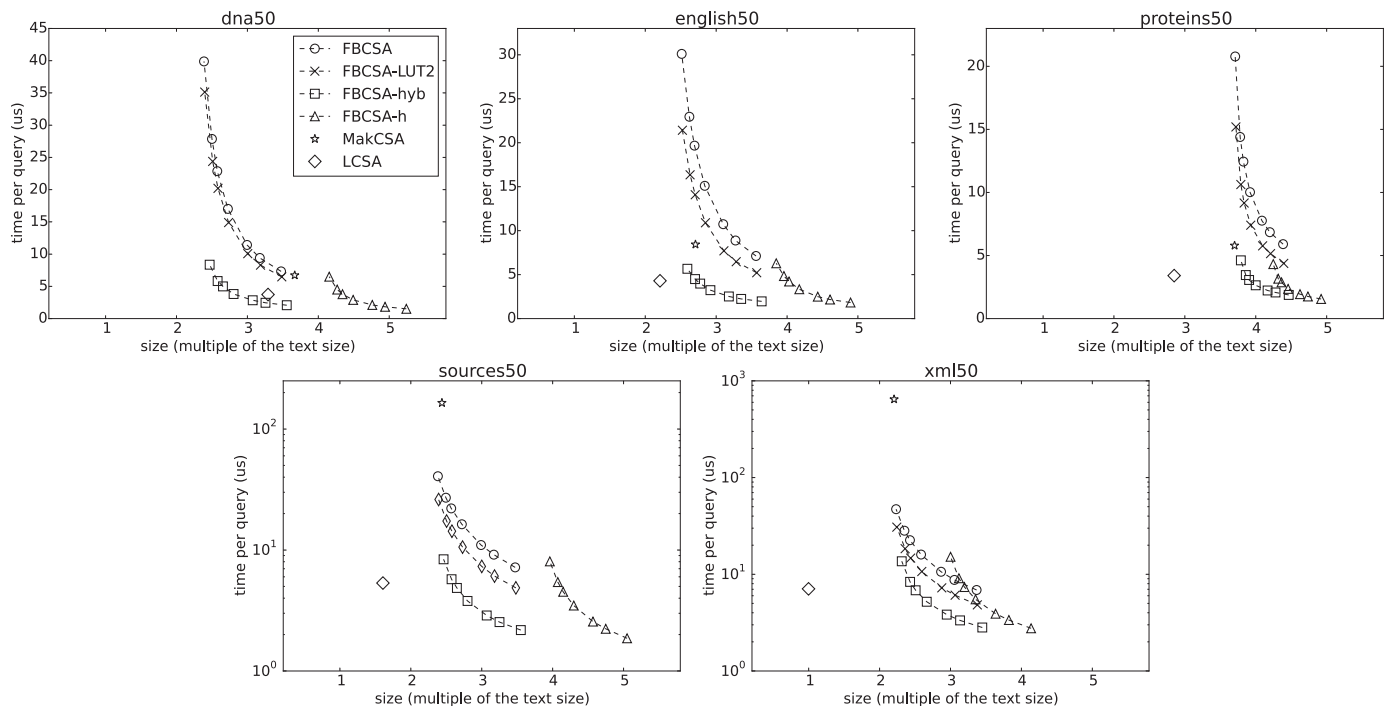 dna50
45
40
35
30
25
20
15
10
5
0
time per query (us)
1 2 3 4 5
size (multiple of the text size)
FBCSA
FBCSA-LUT2
FBCSA-hyb
FBCSA-h
MakCSA
LCSA
english50
30
25
20
15
10
5
0
time per query (us)
1 2 3 4 5
size (multiple of the text size)
proteins50
20
15
10
5
0
time per query (us)
1 2 3 4 5
size (multiple of the text size)
sources50
10²
10¹
10⁰
time per query (us)
1 2 3 4 5
size (multiple of the text size)
xml50
10³
10²
10¹
10⁰
time per query (us)
1 2 3 4 5
size (multiple of the text size)